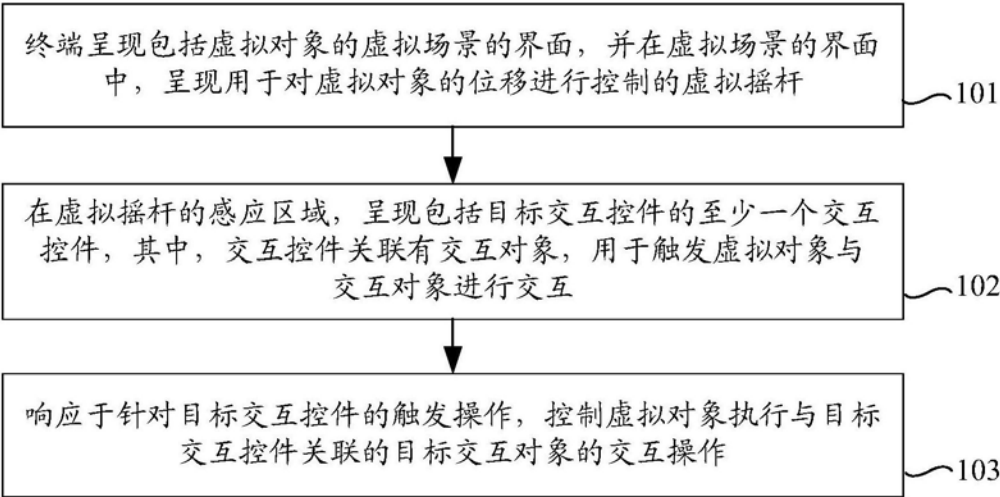 终端呈现包括虚拟对象的虚拟场景的界面，并在虚拟场景的界面
中，呈现用于对虚拟对象的位移进行控制的虚拟摇杆
101
在虚拟摇杆的感应区域，呈现包括目标交互控件的至少一个交互
控件，其中，交互控件关联有交互对象，用于触发虚拟对象与
交互对象进行交互
102
响应于针对目标交互控件的触发操作，控制虚拟对象执行与目标
交互控件关联的目标交互对象的交互操作
103